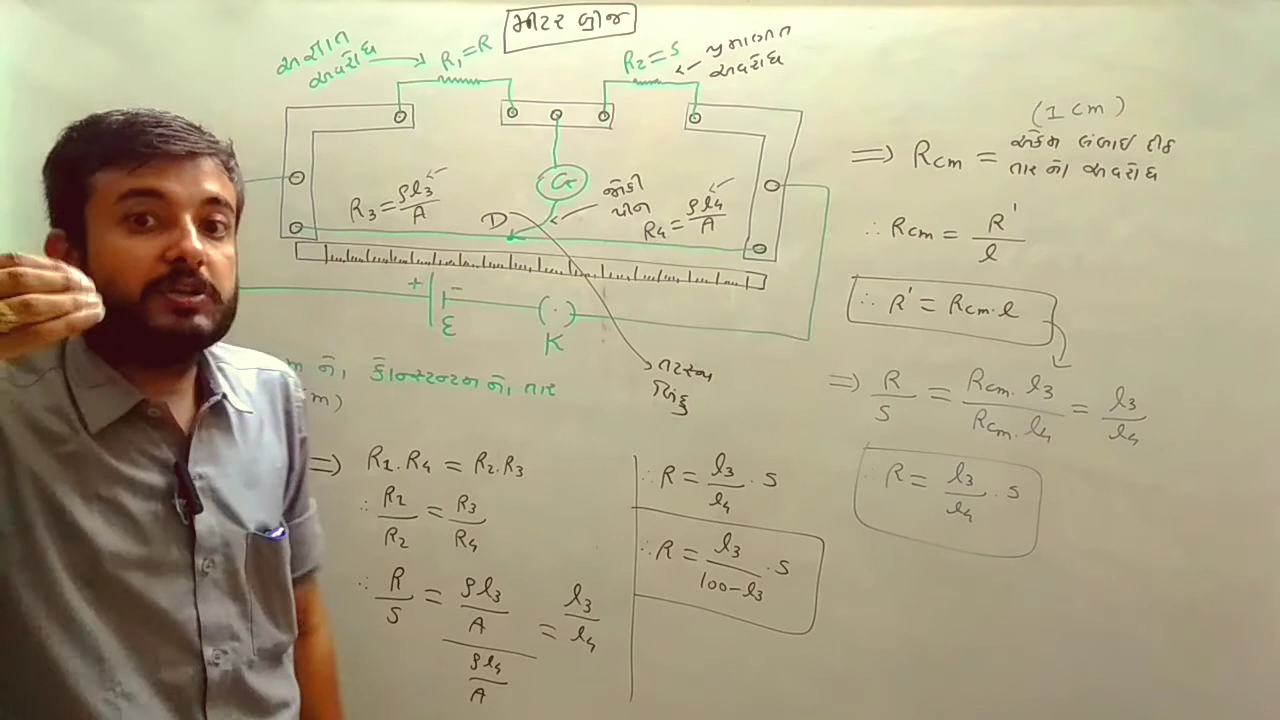 મીટર બ્રીજ
અજ્ઞાત
અવરોધ
R₁=R
R₂=S
પ્રમાણિત
અવરોધ
G
R₃=ρl₃/A
D
જોકી
પીન
R₄=ρl₄/A
+ −
ε
K
તટસ્થ
બિંદુ
ને, કોન્સ્ટન્ટન નો તાર
m)
⇒ R₁.R₄ = R₂.R₃
∴ R₁/R₂ = R₃/R₄
∴ R/S = (ρl₃/A)/(ρl₄/A) = l₃/l₄
∴ R = l₃/l₄ . S
∴ R = l₃/(100-l₃) . S
(1 cm)
⇒ Rcm = એકમ લંબાઇ દીઠ
તાર નો અવરોધ
∴ Rcm = R'/l
∴ R' = Rcm.l
⇒ R/S = (Rcm. l₃)/(Rcm. l₄) = l₃/l₄
∴ R = l₃/l₄ . S